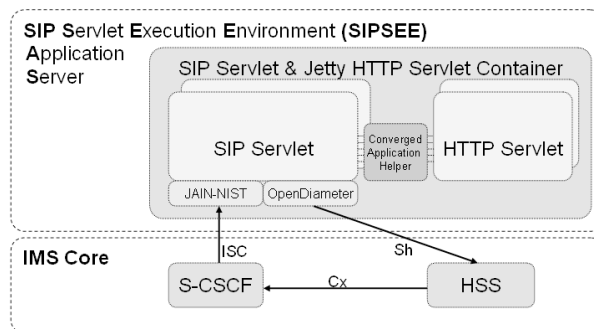 SIP Servlet Execution Environment (SIPSEE)
Application
Server
SIP Servlet & Jetty HTTP Servlet Container
SIP Servlet
Converged
Application
Helper
HTTP Servlet
JAIN-NIST
OpenDiameter
ISC
Sh
IMS Core
S-CSCF
Cx
HSS